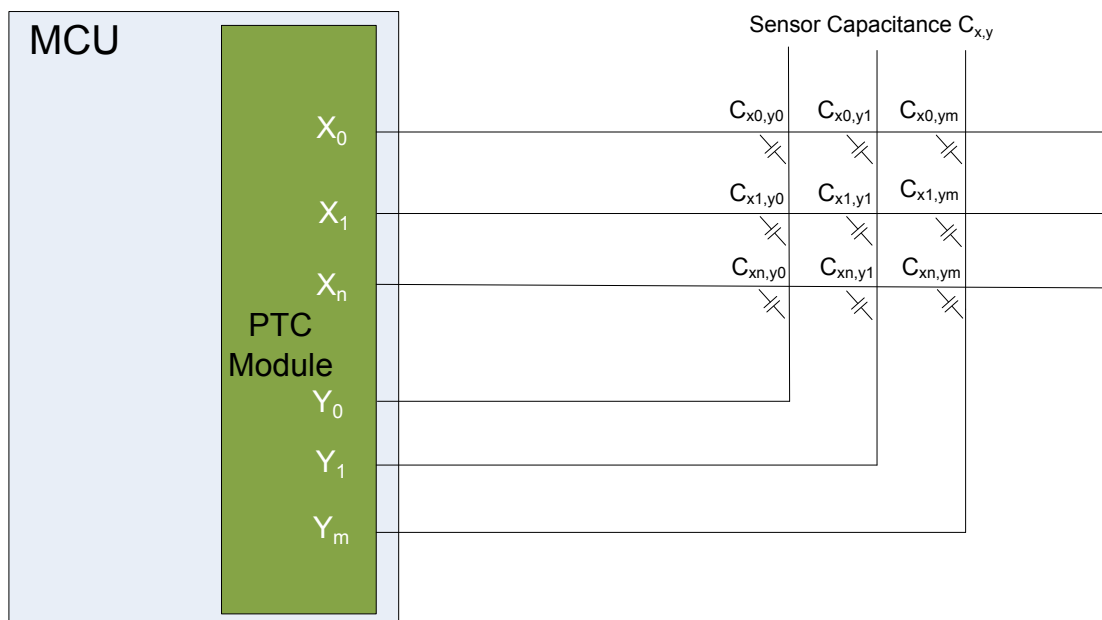 MCU
Sensor Capacitance Cx,y
X0
Cx0,y0 Cx0,y1 Cx0,ym
X1
Cx1,y0 Cx1,y1 Cx1,ym
Xn
Cxn,y0 Cxn,y1 Cxn,ym
PTC
Module
Y0
Y1
Ym